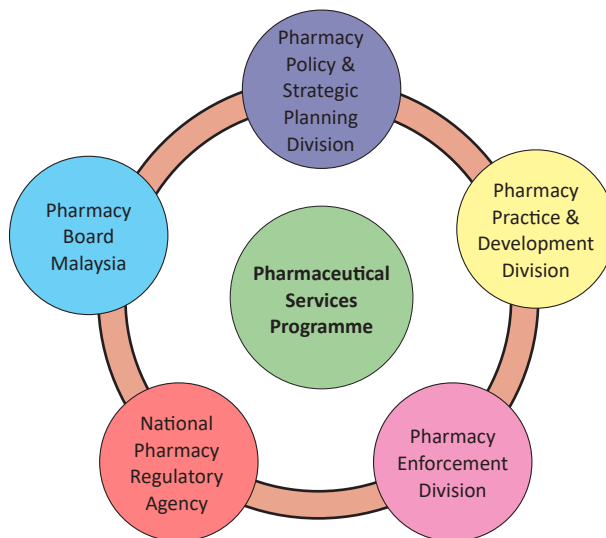 Pharmacy
Policy &
Strategic
Planning
Division
Pharmacy
Practice &
Development
Division
Pharmacy
Board
Malaysia
Pharmaceutical
Services
Programme
National
Pharmacy
Regulatory
Agency
Pharmacy
Enforcement
Division